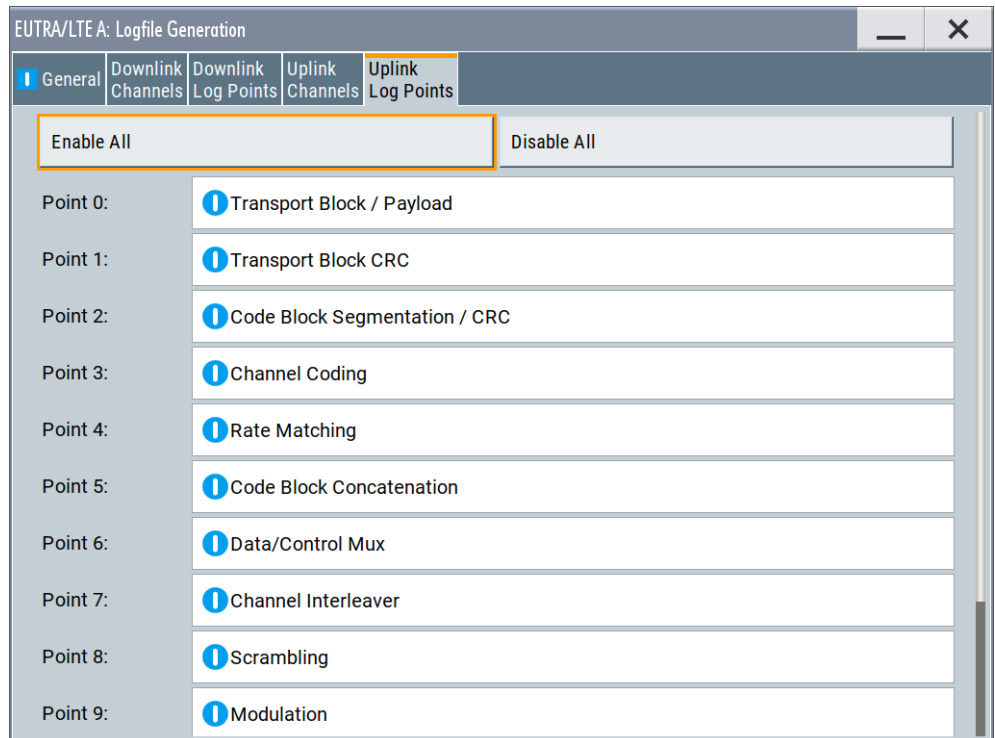 EUTRA/LTE A: Logfile Generation
General
Downlink Channels
Downlink Log Points
Uplink Channels
Uplink Log Points
Enable All
Disable All
Point 0: Transport Block / Payload
Point 1: Transport Block CRC
Point 2: Code Block Segmentation / CRC
Point 3: Channel Coding
Point 4: Rate Matching
Point 5: Code Block Concatenation
Point 6: Data/Control Mux
Point 7: Channel Interleaver
Point 8: Scrambling
Point 9: Modulation